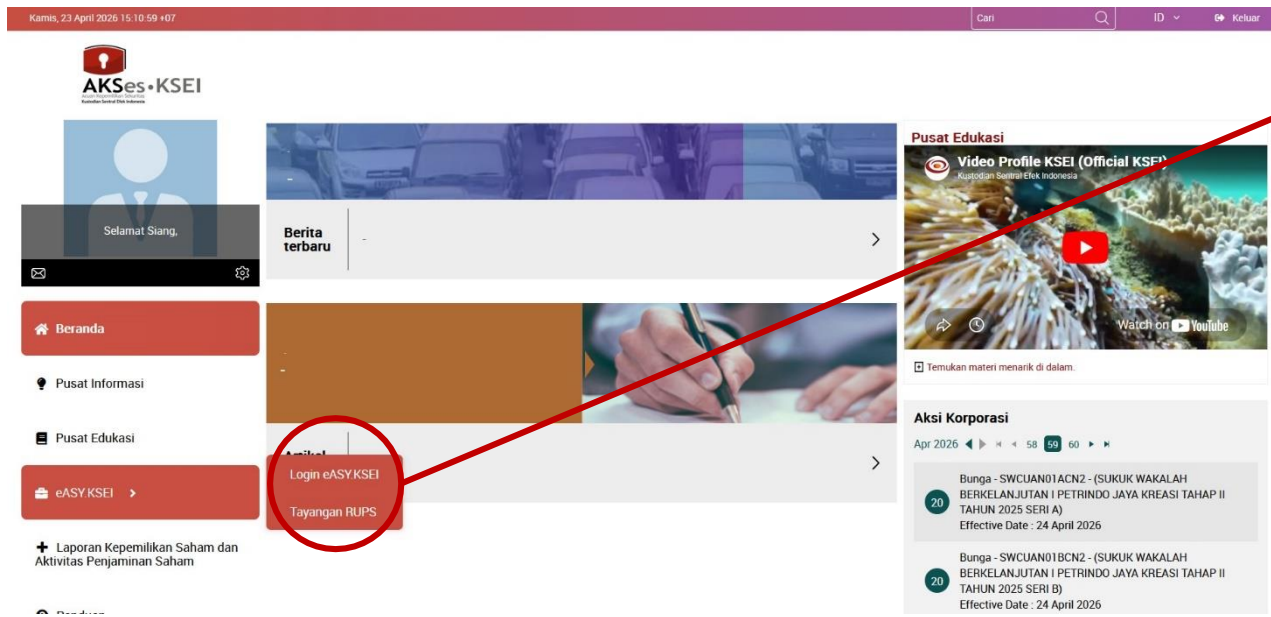 Kamis, 23 April 2026 15:10:59 +07
Cari
ID
Keluar
AKSes•KSEI
Acuan Kepemilikan Sekuritas
Kustodian Sentral Efek Indonesia
Selamat Siang,
Beranda
Pusat Informasi
Pusat Edukasi
eASY.KSEI
Laporan Kepemilikan Saham dan
Aktivitas Penjaminan Saham
-
Berita
terbaru
-
-
-
Login eASY.KSEI
Tayangan RUPS
Pusat Edukasi
Video Profile KSEI (Official KSEI)
Kustodian Sentral Efek Indonesia
Watch on YouTube
Temukan materi menarik di dalam.
Aksi Korporasi
Apr 2026 58 59 60
20
Bunga - SWCUAN01ACN2 - (SUKUK WAKALAH
BERKELANJUTAN I PETRINDO JAYA KREASI TAHAP II
TAHUN 2025 SERI A)
Effective Date : 24 April 2026
20
Bunga - SWCUAN01BCN2 - (SUKUK WAKALAH
BERKELANJUTAN I PETRINDO JAYA KREASI TAHAP II
TAHUN 2025 SERI B)
Effective Date : 24 April 2026